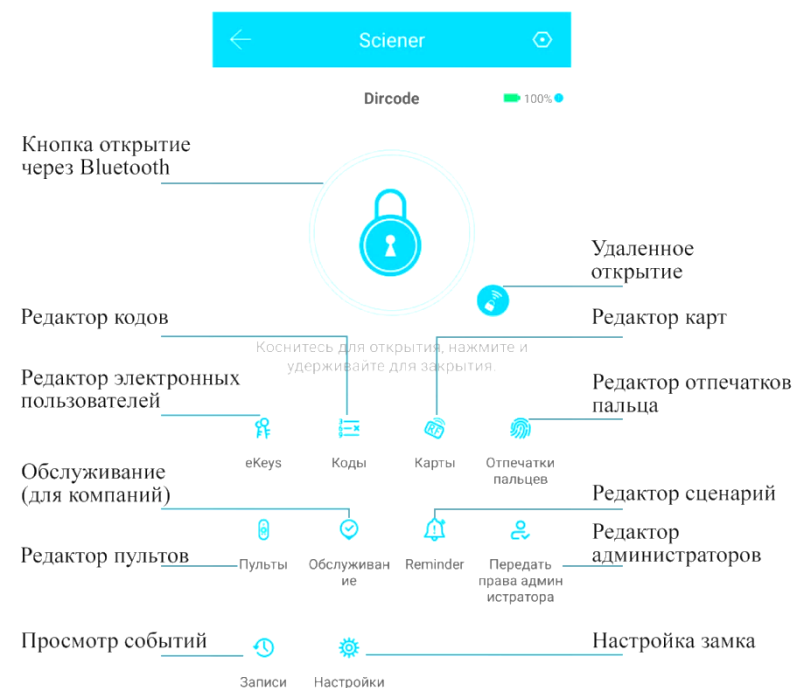 Sciener
Dircode
100%
Кнопка открытие
через Bluetooth
Удаленное
открытие
Редактор кодов
Редактор карт
Коснитесь для открытия, нажмите и
удерживайте для закрытия.
Редактор электронных
пользователей
Редактор отпечатков
пальца
eKeys
Коды
Карты
Отпечатки
пальцев
Обслуживание
(для компаний)
Редактор сценарий
Редактор
администраторов
Редактор пультов
Пульты
Обслуживан
ие
Reminder
Передать
права админ
истратора
Просмотр событий
Настройка замка
Записи
Настройки